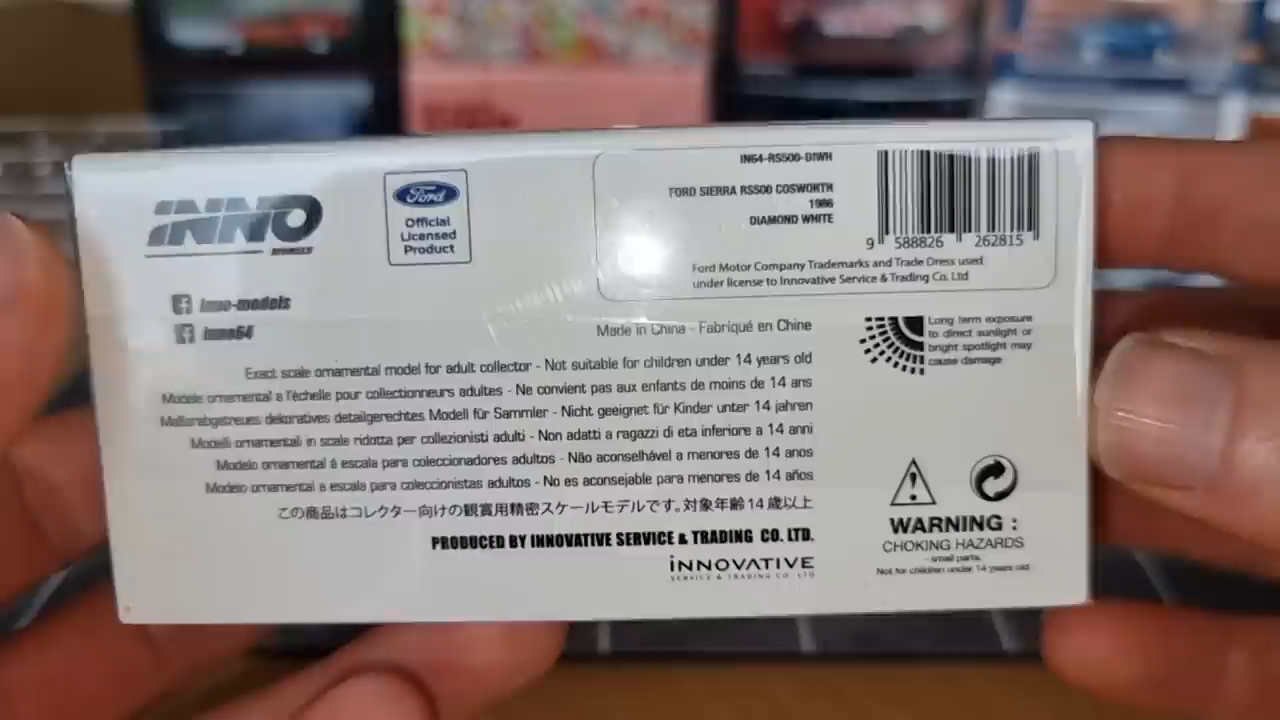 INNO
Ford
Official
Licensed
Product
IN64-RS500-DIWH
FORD SIERRA RS500 COSWORTH
1986
DIAMOND WHITE
9 588826 262815
Ford Motor Company Trademarks and Trade Dress used
under license to Innovative Service & Trading Co. Ltd
inno-models
inno64
Made in China - Fabriqué en Chine
Long term exposure
to direct sunlight or
bright spotlight may
cause damage
Exact scale ornamental model for adult collector - Not suitable for children under 14 years old
Modele ornamental a l'échelle pour collectionneurs adultes - Ne convient pas aux enfants de moins de 14 ans
Maßstabgetreues dekoratives detailgerechtes Modell für Sammler - Nicht geeignet für Kinder unter 14 jahren
Modelli ornamentali in scale ridotta per collezionisti adulti - Non adatti a ragazzi di eta inferiore a 14 anni
Modelo ornamental á escala para coleccionadores adultos - Não aconselhável a menores de 14 anos
Modelo ornamental a escala para coleccionistas adultos - No es aconsejable para menores de 14 años
この商品はコレクター向けの観賞用精密スケールモデルです。対象年齢14歳以上
PRODUCED BY INNOVATIVE SERVICE & TRADING CO. LTD.
INNOVATIVE
SERVICE & TRADING CO. LTD
WARNING :
CHOKING HAZARDS
- small parts.
Not for children under 14 years old